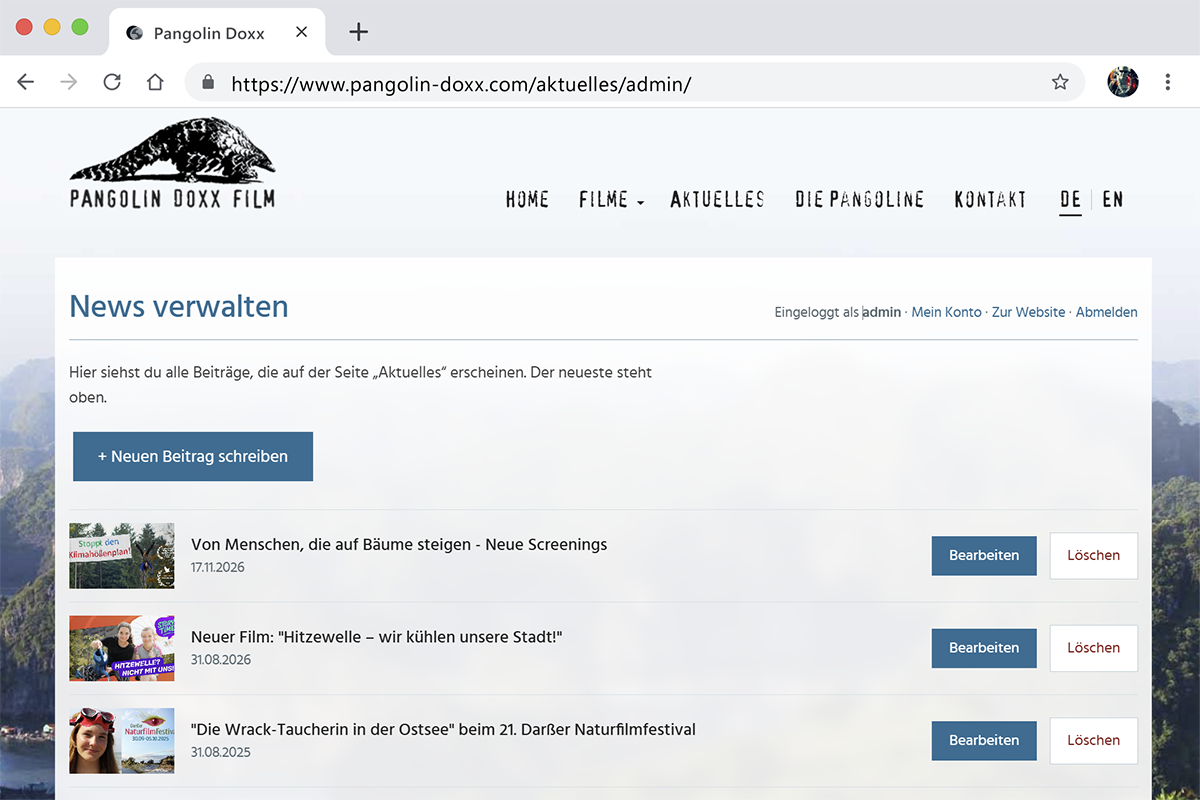 Pangolin Doxx
https://www.pangolin-doxx.com/aktuelles/admin/
PANGOLIN DOXX FILM
HOME FILME AKTUELLES DIE PANGOLINE KONTAKT DE EN
News verwalten
Eingeloggt als admin · Mein Konto · Zur Website · Abmelden
Hier siehst du alle Beiträge, die auf der Seite „Aktuelles“ erscheinen. Der neueste steht
oben.
+ Neuen Beitrag schreiben
Stoppt den
Klimahöllenplan!
Von Menschen, die auf Bäume steigen - Neue Screenings
17.11.2026
Bearbeiten
Löschen
HITZEWELLE?
NICHT MIT UNS!
Neuer Film: "Hitzewelle – wir kühlen unsere Stadt!"
31.08.2026
Bearbeiten
Löschen
Darßer
Naturfilmfestival
"Die Wrack-Taucherin in der Ostsee" beim 21. Darßer Naturfilmfestival
31.08.2025
Bearbeiten
Löschen